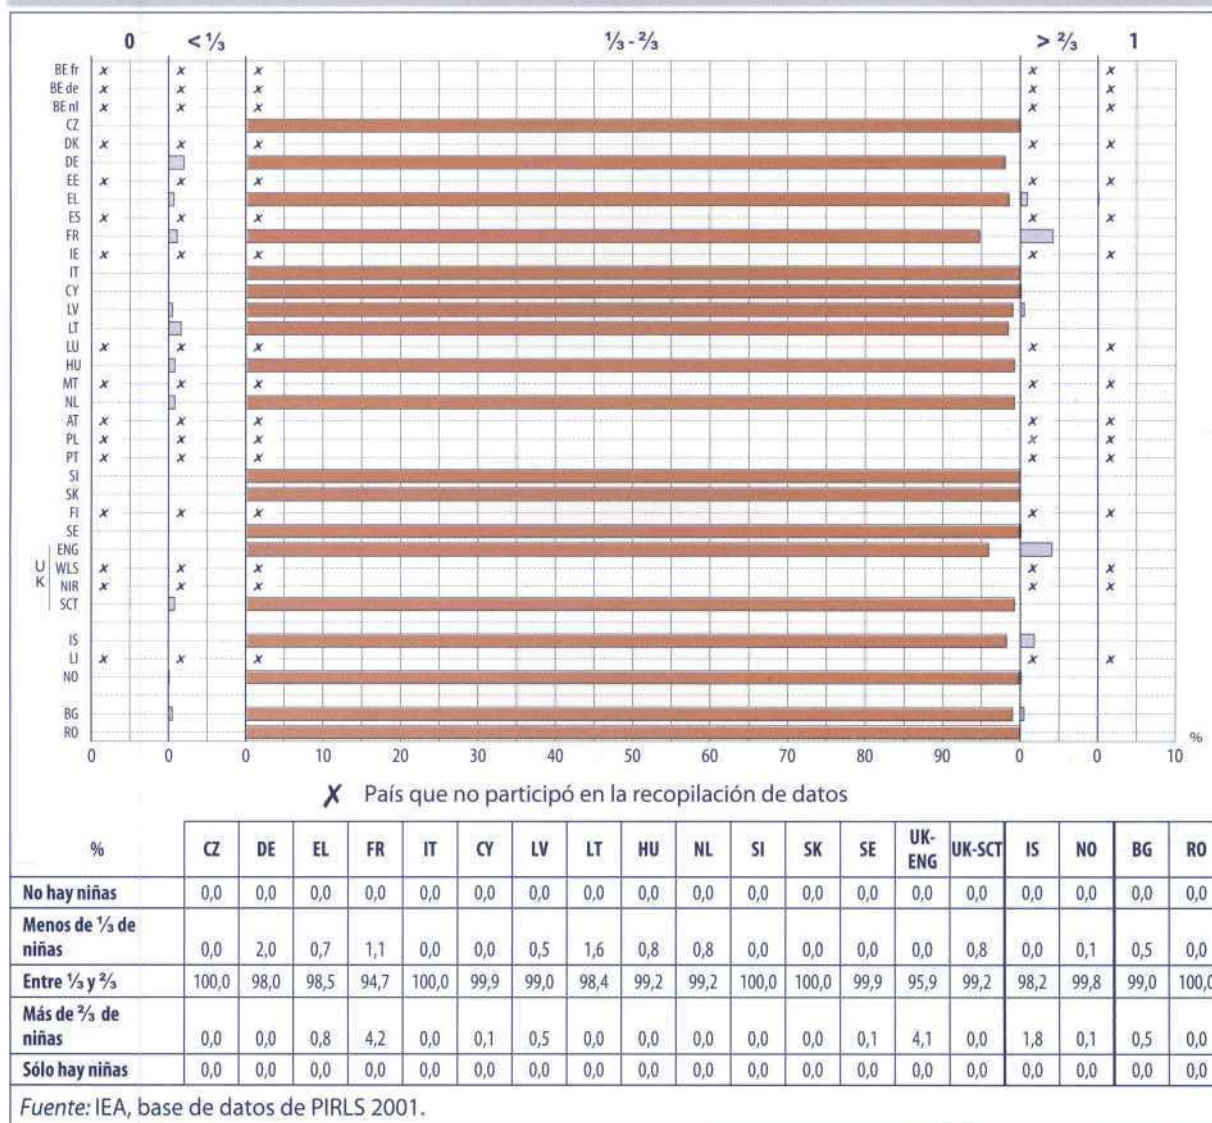 0 < ⅓ ⅓ - ⅔ > ⅔ 1
BE fr x x x x x
BE de x x x x x
BE nl x x x x x
CZ
DK x x x x x
DE
EE x x x x x
EL
ES x x x x x
FR
IE x x x x x
IT
CY
LV
LT
LU x x x x x
HU
MT x x x x x
NL
AT x x x x x
PL x x x x x
PT x x x x x
SI
SK
FI x x x x x
SE
UK
ENG
WLS x x x x x
NIR x x x x x
SCT
IS
LI x x x x x
NO
BG
RO
%
0 0 0 10 20 30 40 50 60 70 80 90 0 0 10
X País que no participó en la recopilación de datos
% CZ DE EL FR IT CY LV LT HU NL SI SK SE UK-ENG UK-SCT IS NO BG RO
No hay niñas 0,0 0,0 0,0 0,0 0,0 0,0 0,0 0,0 0,0 0,0 0,0 0,0 0,0 0,0 0,0 0,0 0,0 0,0 0,0
Menos de ⅓ de
niñas 0,0 2,0 0,7 1,1 0,0 0,0 0,5 1,6 0,8 0,8 0,0 0,0 0,0 0,0 0,8 0,0 0,1 0,5 0,0
Entre ⅓ y ⅔ 100,0 98,0 98,5 94,7 100,0 99,9 99,0 98,4 99,2 99,2 100,0 100,0 99,9 95,9 99,2 98,2 99,8 99,0 100,0
Más de ⅔ de
niñas 0,0 0,0 0,8 4,2 0,0 0,1 0,5 0,0 0,0 0,0 0,0 0,0 0,1 4,1 0,0 1,8 0,1 0,5 0,0
Sólo hay niñas 0,0 0,0 0,0 0,0 0,0 0,0 0,0 0,0 0,0 0,0 0,0 0,0 0,0 0,0 0,0 0,0 0,0 0,0 0,0
Fuente: IEA, base de datos de PIRLS 2001.